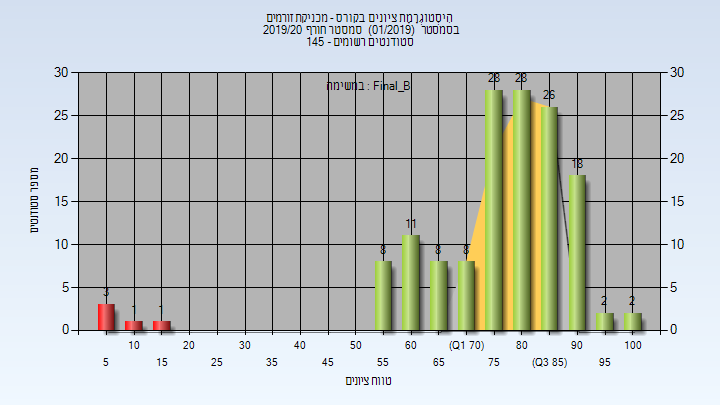 היסטוגרמת ציונים בקורס - מכניקת זורמים
בסמסטר (01/2019) סמסטר חורף 2019/20
סטודנטים רשומים - 145
במשימה : Final_B
מספר סטודנטים
30 25 20 15 10 5 0
30 25 20 15 10 5 0
3 1 1 8 11 8 8 28 28 26 18 2 2
10 20 30 40 50 60 (Q1 70) 80 90 100
5 15 25 35 45 55 65 75 (Q3 85) 95
טווח ציונים